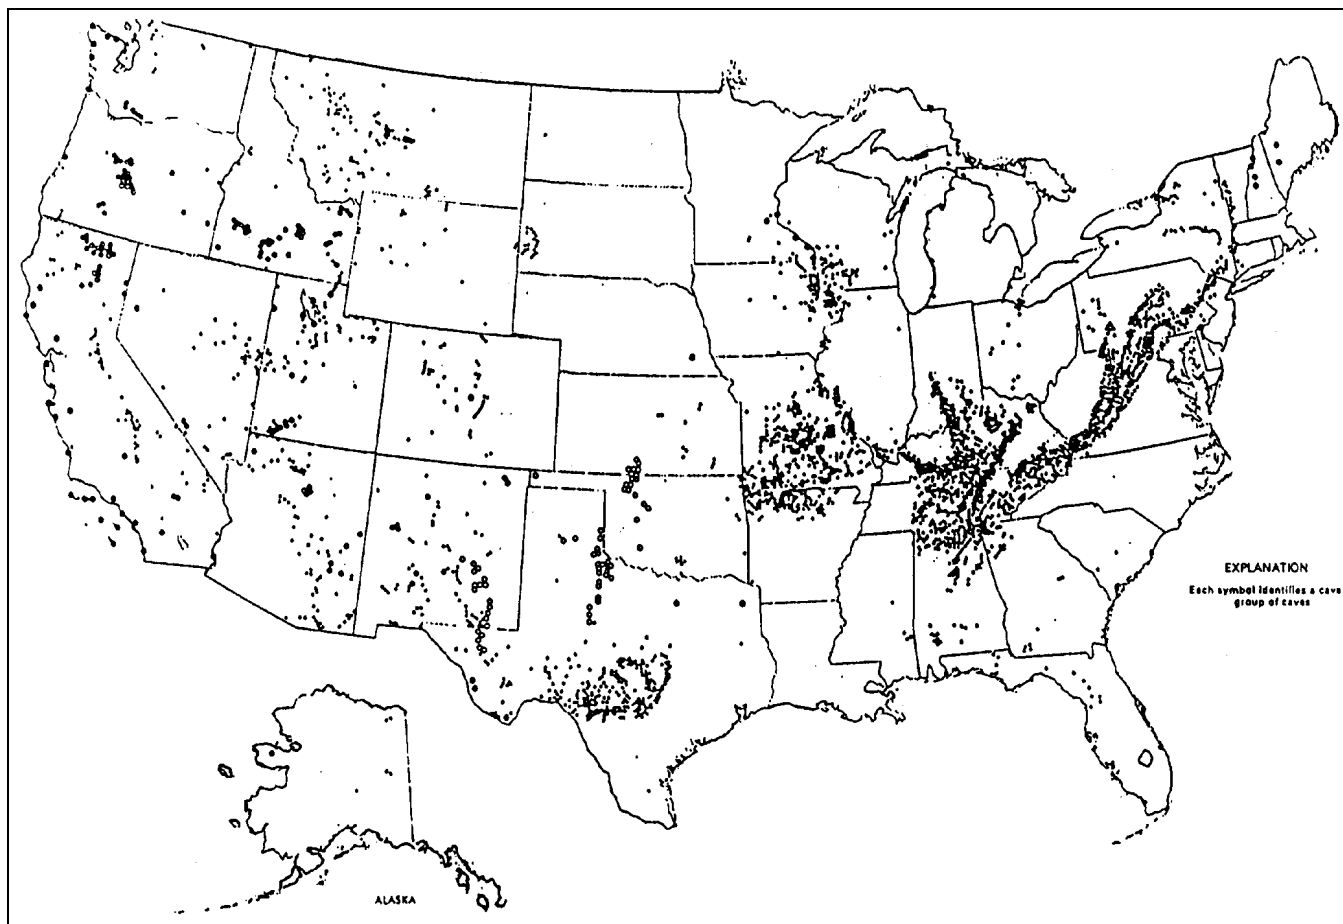 EXPLANATION
Each symbol identifies a cave
group of caves
ALASKA